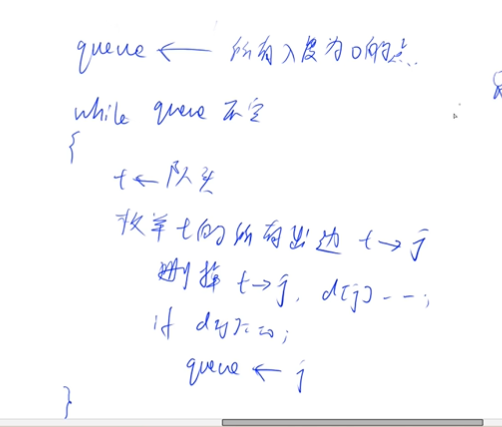 queue ← 所有入度为0的点
while queue 不空
{
t ← 队头
枚举 t 的所有出边 t → j
删掉 t → j, d[j]--;
if d[j]==0;
queue ← j
}